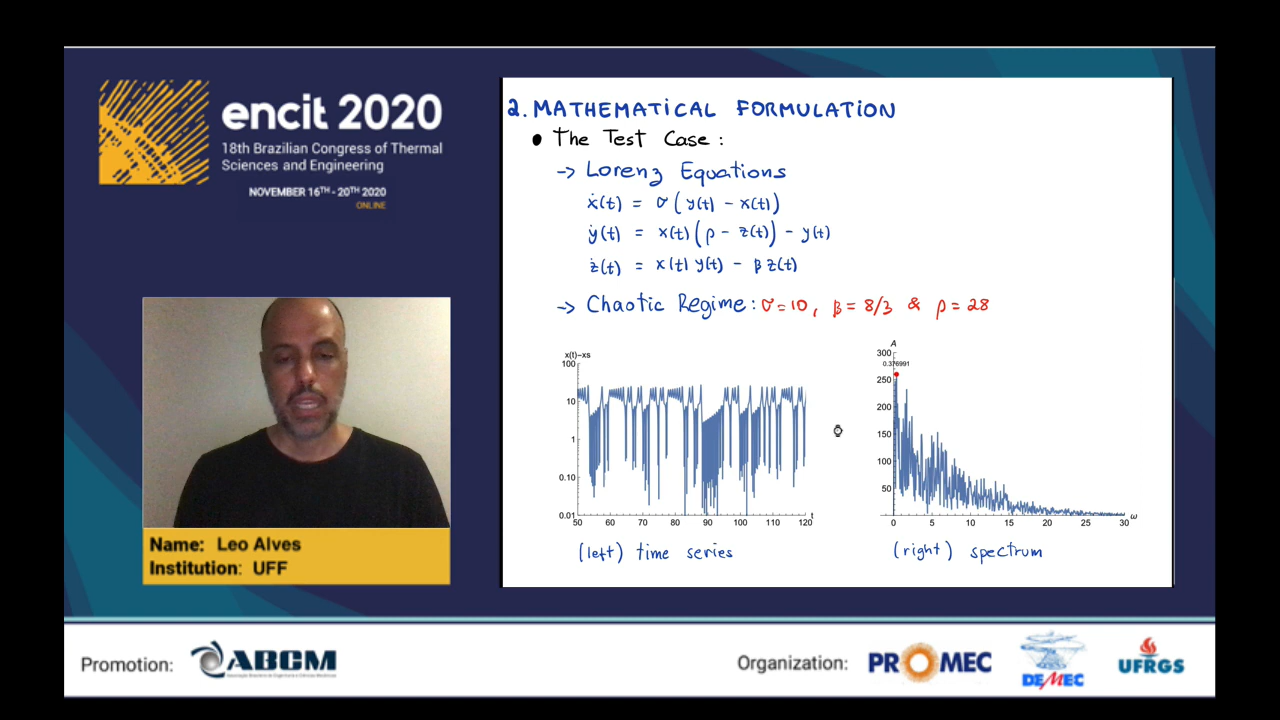 encit 2020
18th Brazilian Congress of Thermal
Sciences and Engineering
NOVEMBER 16TH - 20TH 2020
ONLINE
Name: Leo Alves
Institution: UFF
2. MATHEMATICAL FORMULATION
• The Test Case:
-> Lorenz Equations
ẋ(t) = σ(y(t) - x(t))
ẏ(t) = x(t)(ρ - z(t)) - y(t)
ż(t) = x(t) y(t) - β z(t)
-> Chaotic Regime: σ=10, β = 8/3 & ρ = 28
x(t)-xs
100
10
1
0.10
0.01
50 60 70 80 90 100 110 120 t
(left) time series
A
300
0.376991
250
200
150
100
50
0 5 10 15 20 25 30 ω
(right) spectrum
Promotion: ABCM
Organization: PROMEC DEMEC UFRGS